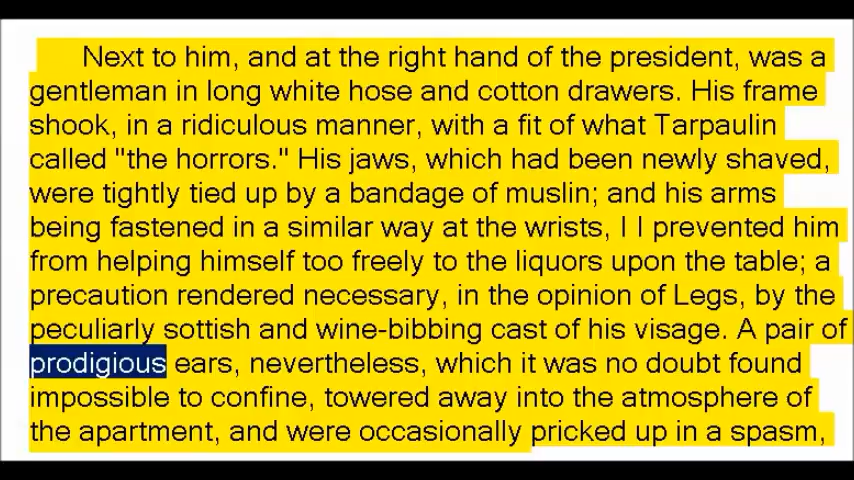 Next to him, and at the right hand of the president, was a
gentleman in long white hose and cotton drawers. His frame
shook, in a ridiculous manner, with a fit of what Tarpaulin
called "the horrors." His jaws, which had been newly shaved,
were tightly tied up by a bandage of muslin; and his arms
being fastened in a similar way at the wrists, I I prevented him
from helping himself too freely to the liquors upon the table; a
precaution rendered necessary, in the opinion of Legs, by the
peculiarly sottish and wine-bibbing cast of his visage. A pair of
prodigious ears, nevertheless, which it was no doubt found
impossible to confine, towered away into the atmosphere of
the apartment, and were occasionally pricked up in a spasm,